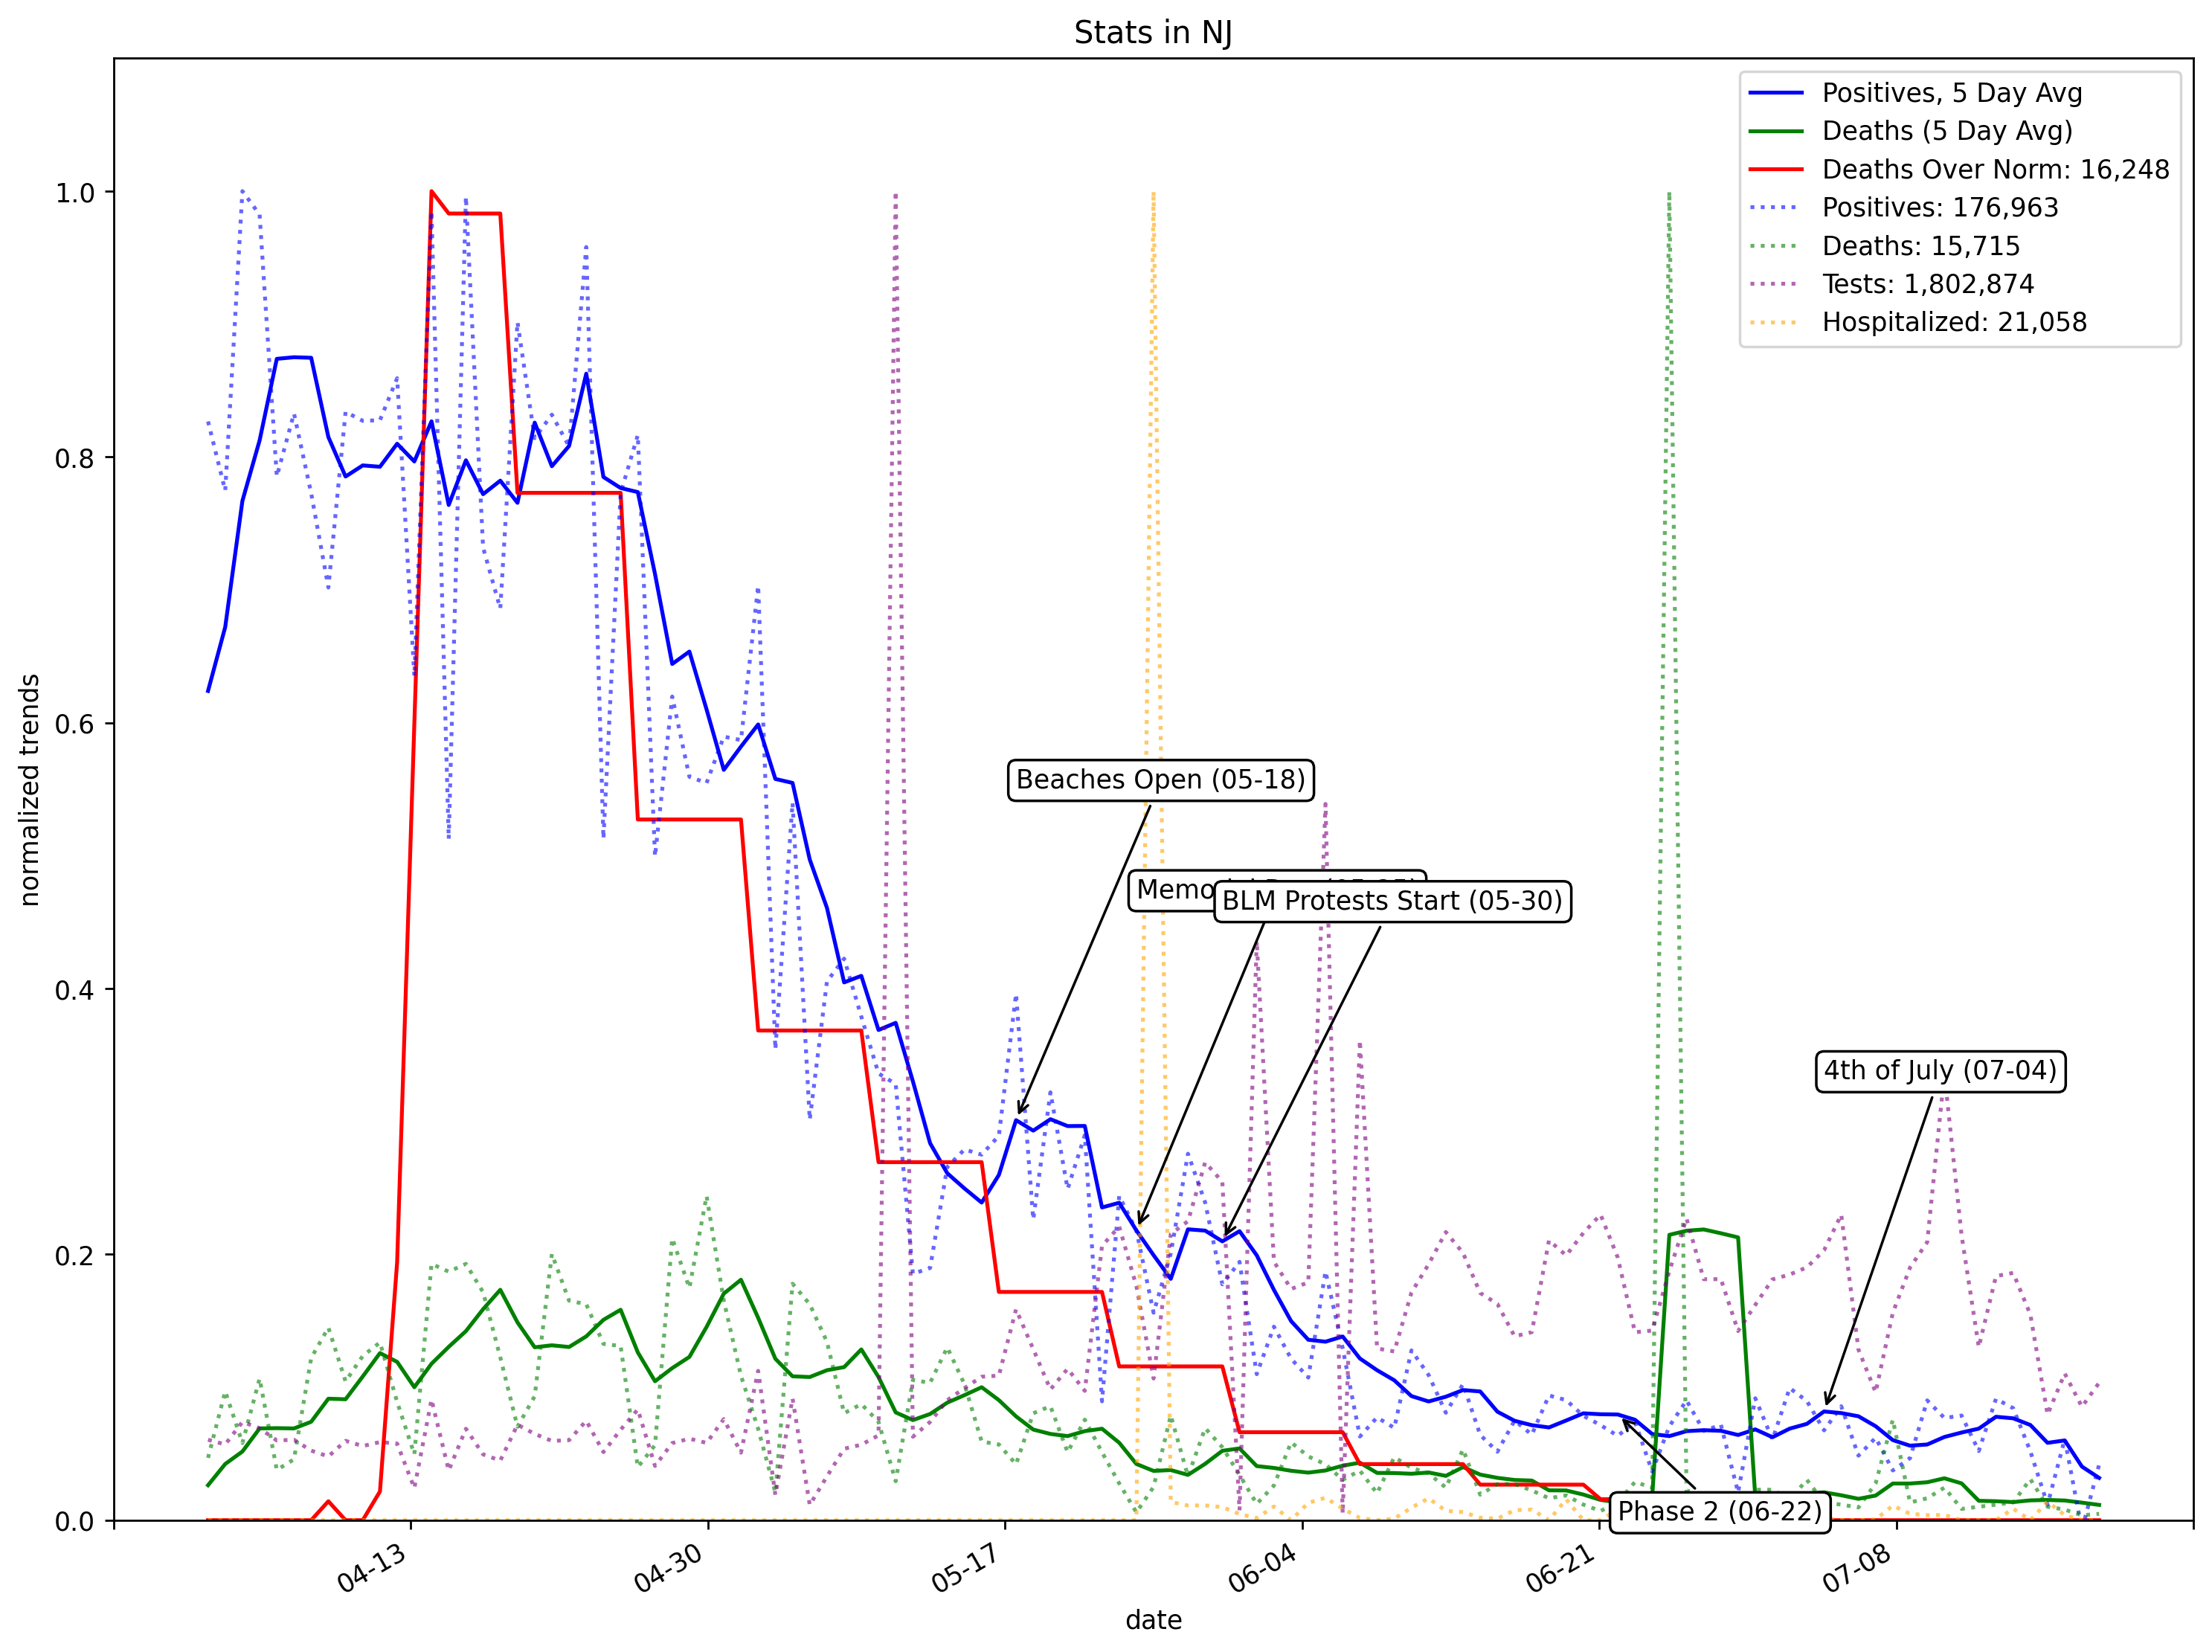 Stats in NJ
Positives, 5 Day Avg
Deaths (5 Day Avg)
Deaths Over Norm: 16,248
Positives: 176,963
Deaths: 15,715
Tests: 1,802,874
Hospitalized: 21,058
normalized trends
1.0
0.8
0.6
0.4
0.2
0.0
Beaches Open (05-18)
BLM Protests Start (05-30)
4th of July (07-04)
Phase 2 (06-22)
04-13
04-30
05-17
06-04
06-21
07-08
date